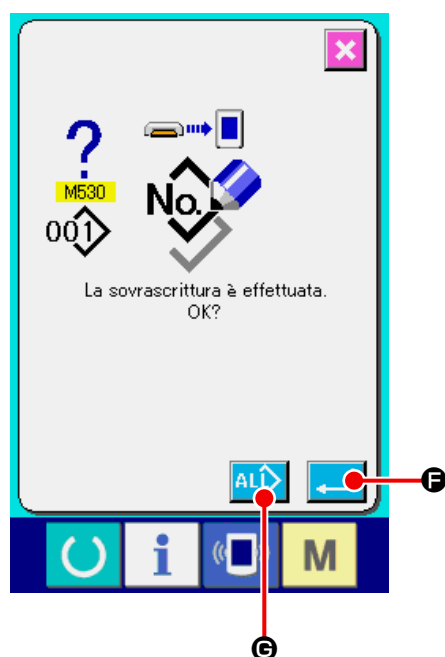 M530
001
No.
La sovrascrittura è effettuata.
OK?
ALL
F
G
i
M